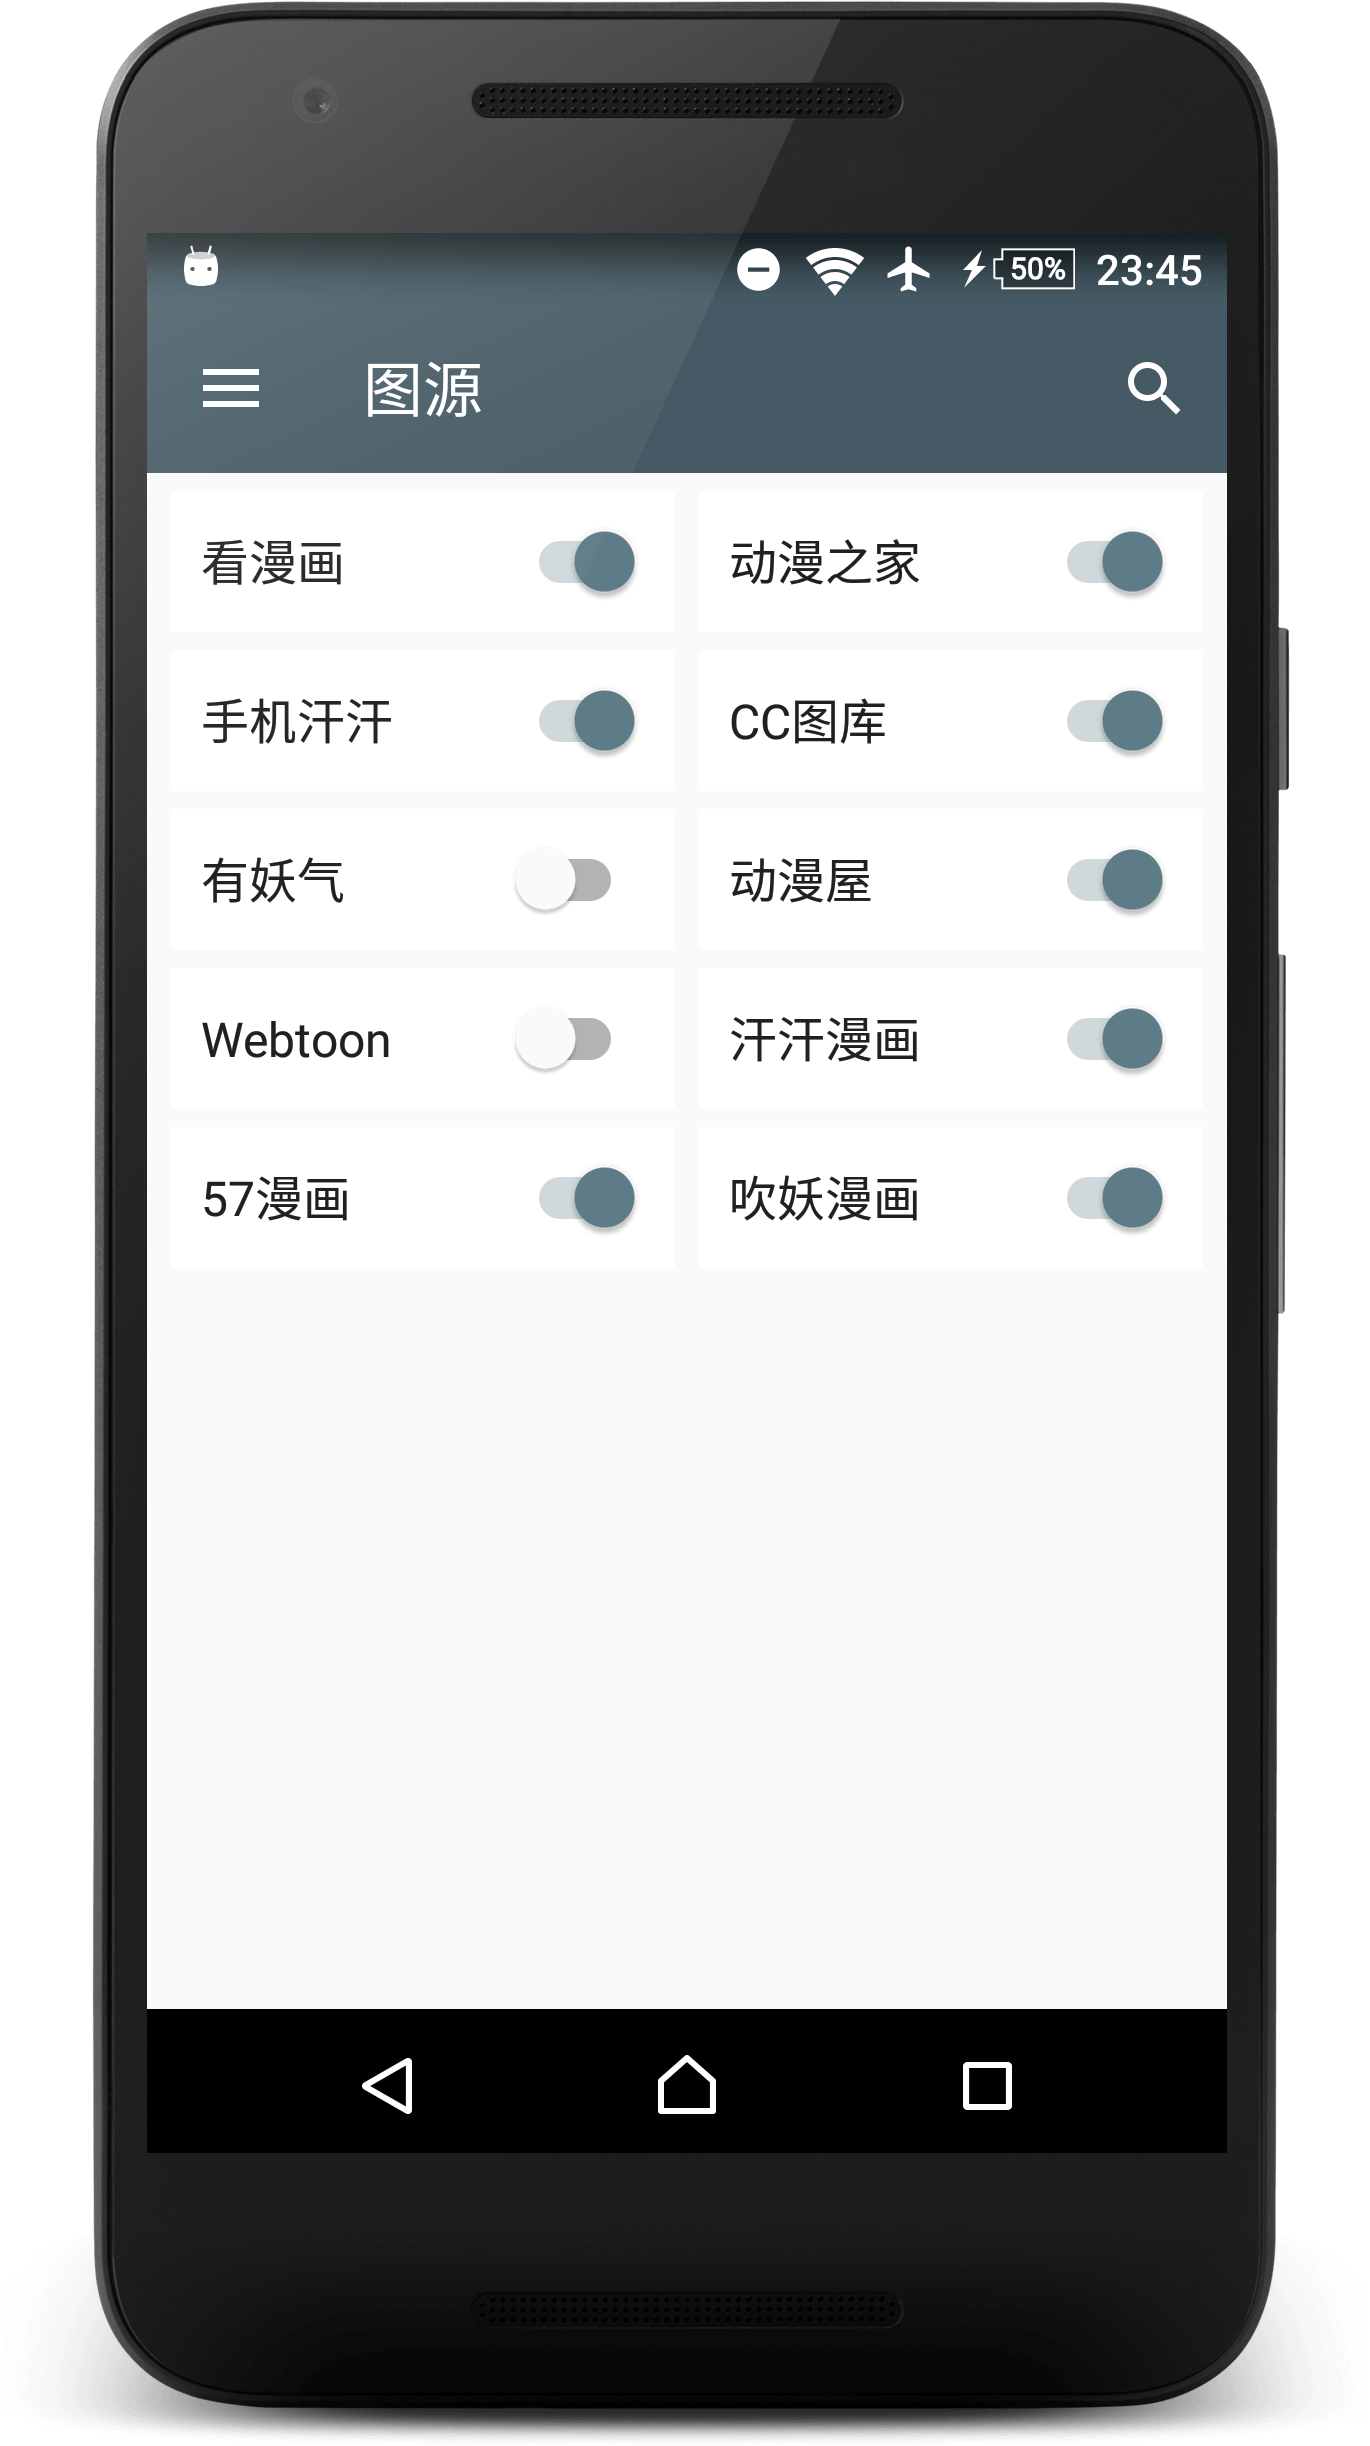 50% 23:45
图源
看漫画 动漫之家
手机汗汗 CC图库
有妖气 动漫屋
Webtoon 汗汗漫画
57漫画 吹妖漫画